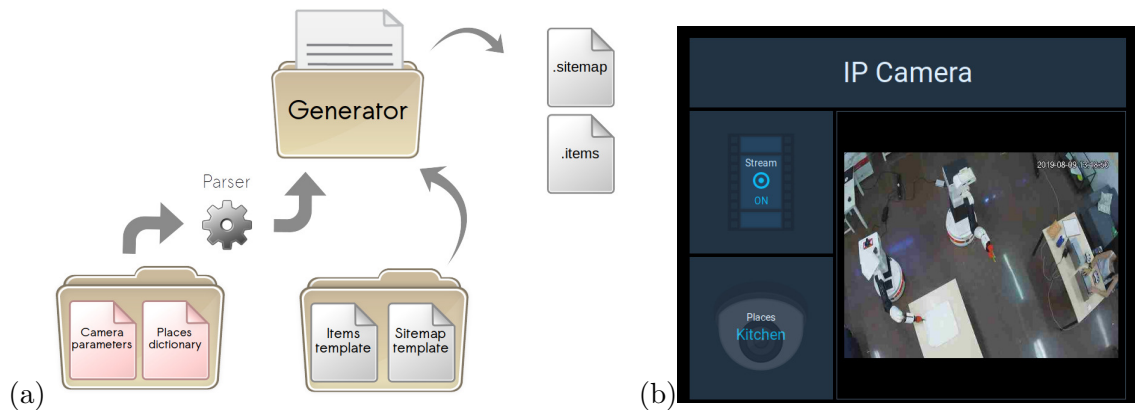 Generator
.sitemap
.items
Parser
Camera
parameters
Places
dictionary
Items
template
Sitemap
template
(a)
IP Camera
Stream
ON
Places
Kitchen
(b)